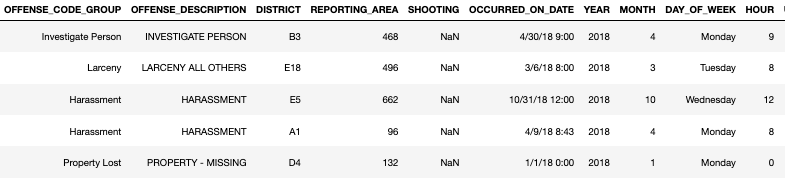 OFFENSE_CODE_GROUP OFFENSE_DESCRIPTION DISTRICT REPORTING_AREA SHOOTING OCCURRED_ON_DATE YEAR MONTH DAY_OF_WEEK HOUR
Investigate Person INVESTIGATE PERSON B3 468 NaN 4/30/18 9:00 2018 4 Monday 9
Larceny LARCENY ALL OTHERS E18 496 NaN 3/6/18 8:00 2018 3 Tuesday 8
Harassment HARASSMENT E5 662 NaN 10/31/18 12:00 2018 10 Wednesday 12
Harassment HARASSMENT A1 96 NaN 4/9/18 8:43 2018 4 Monday 8
Property Lost PROPERTY - MISSING D4 132 NaN 1/1/18 0:00 2018 1 Monday 0